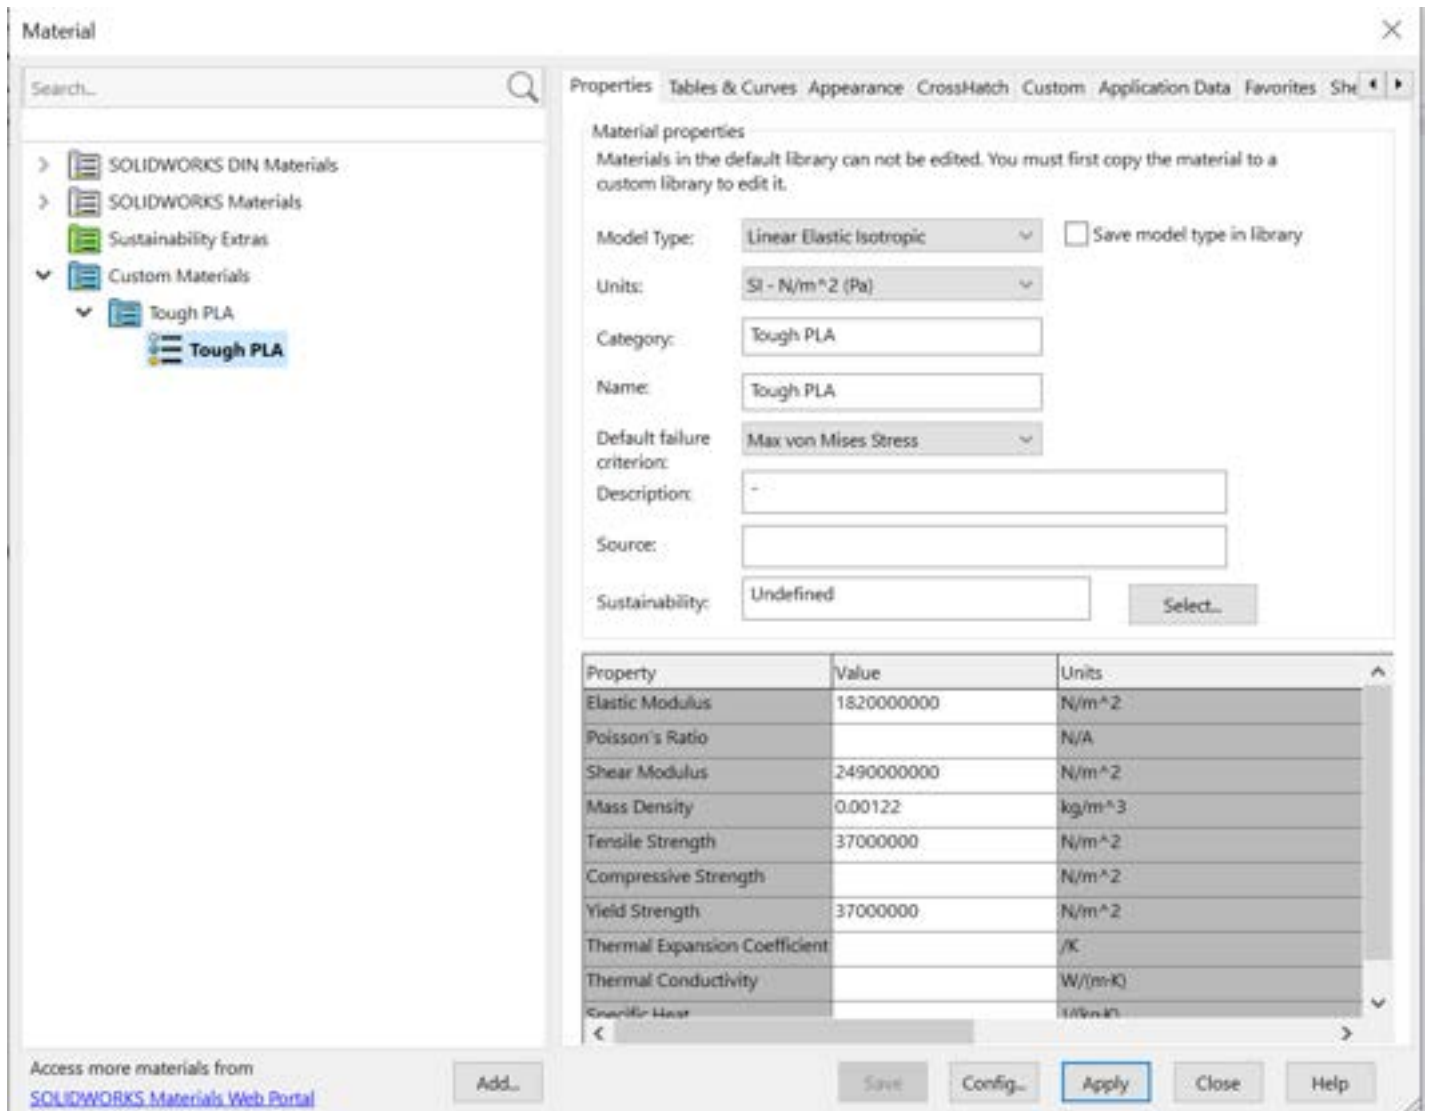 Material
Search...
SOLIDWORKS DIN Materials
SOLIDWORKS Materials
Sustainability Extras
Custom Materials
Tough PLA
Tough PLA
Access more materials from
SOLIDWORKS Materials Web Portal
Add...
Properties Tables & Curves Appearance CrossHatch Custom Application Data Favorites She
Material properties
Materials in the default library can not be edited. You must first copy the material to a
custom library to edit it.
Model Type: Linear Elastic Isotropic Save model type in library
Units: SI - N/m^2 (Pa)
Category: Tough PLA
Name: Tough PLA
Default failure
criterion: Max von Mises Stress
Description: -
Source:
Sustainability: Undefined Select...
Property Value Units
Elastic Modulus 1820000000 N/m^2
Poisson's Ratio N/A
Shear Modulus 2490000000 N/m^2
Mass Density 0.00122 kg/m^3
Tensile Strength 37000000 N/m^2
Compressive Strength N/m^2
Yield Strength 37000000 N/m^2
Thermal Expansion Coefficient /K
Thermal Conductivity W/(m·K)
Specific Heat J/(kg·K)
Save Config... Apply Close Help